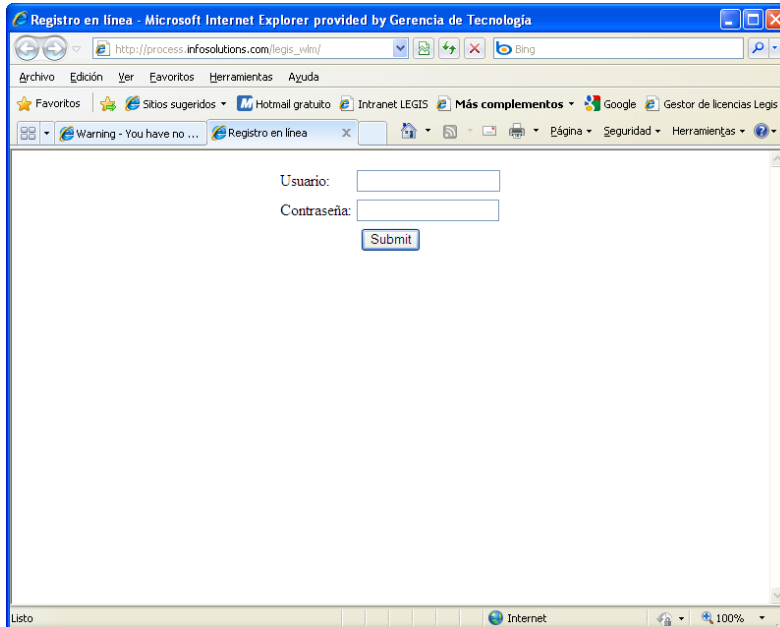 Registro en línea - Microsoft Internet Explorer provided by Gerencia de Tecnología
http://process.infosolutions.com/legis_wlm/ Bing
Archivo Edición Ver Favoritos Herramientas Ayuda
Favoritos Sitios sugeridos Hotmail gratuito Intranet LEGIS Más complementos Google Gestor de licencias Legis
Warning - You have no ... Registro en línea Página Seguridad Herramientas
Usuario:
Contraseña:
Submit
Listo Internet 100%